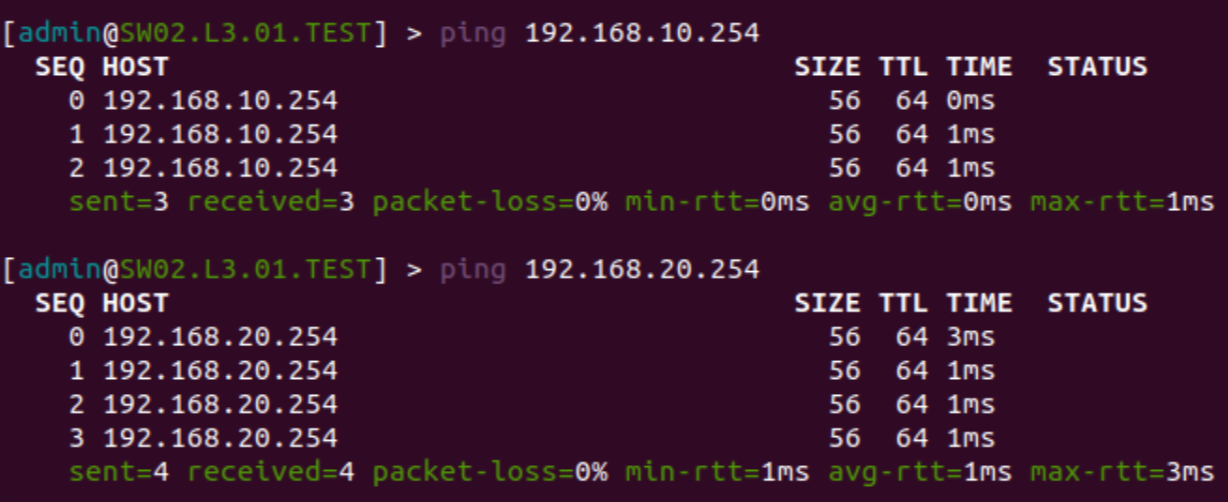 [admin@SW02.L3.01.TEST] > ping 192.168.10.254
SEQ HOST SIZE TTL TIME STATUS
0 192.168.10.254 56 64 0ms
1 192.168.10.254 56 64 1ms
2 192.168.10.254 56 64 1ms
sent=3 received=3 packet-loss=0% min-rtt=0ms avg-rtt=0ms max-rtt=1ms
[admin@SW02.L3.01.TEST] > ping 192.168.20.254
SEQ HOST SIZE TTL TIME STATUS
0 192.168.20.254 56 64 3ms
1 192.168.20.254 56 64 1ms
2 192.168.20.254 56 64 1ms
3 192.168.20.254 56 64 1ms
sent=4 received=4 packet-loss=0% min-rtt=1ms avg-rtt=1ms max-rtt=3ms